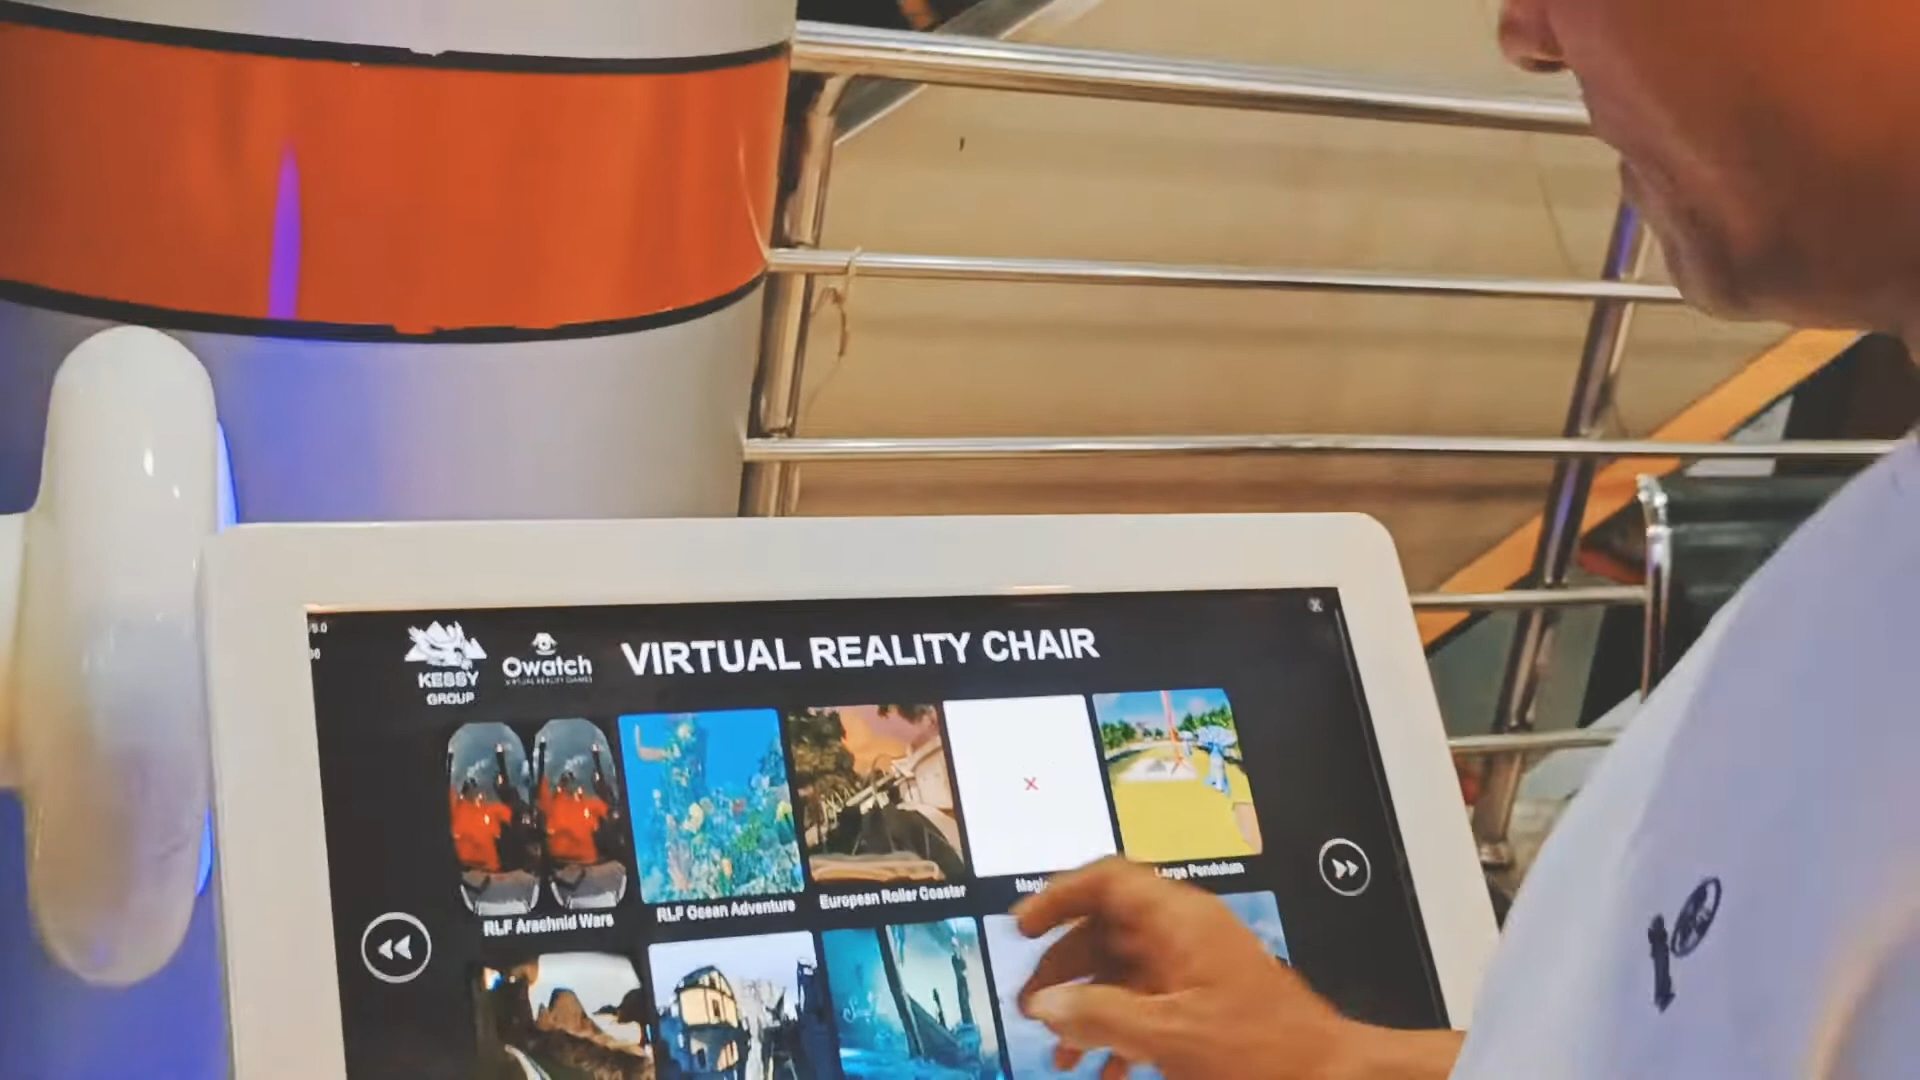 KESSY
GROUP
Owatch
VIRTUAL REALITY GAMES
VIRTUAL REALITY CHAIR
RLF Arachnid Wars
RLF Ocean Adventure
European Roller Coaster
Magic
Large Pendulum